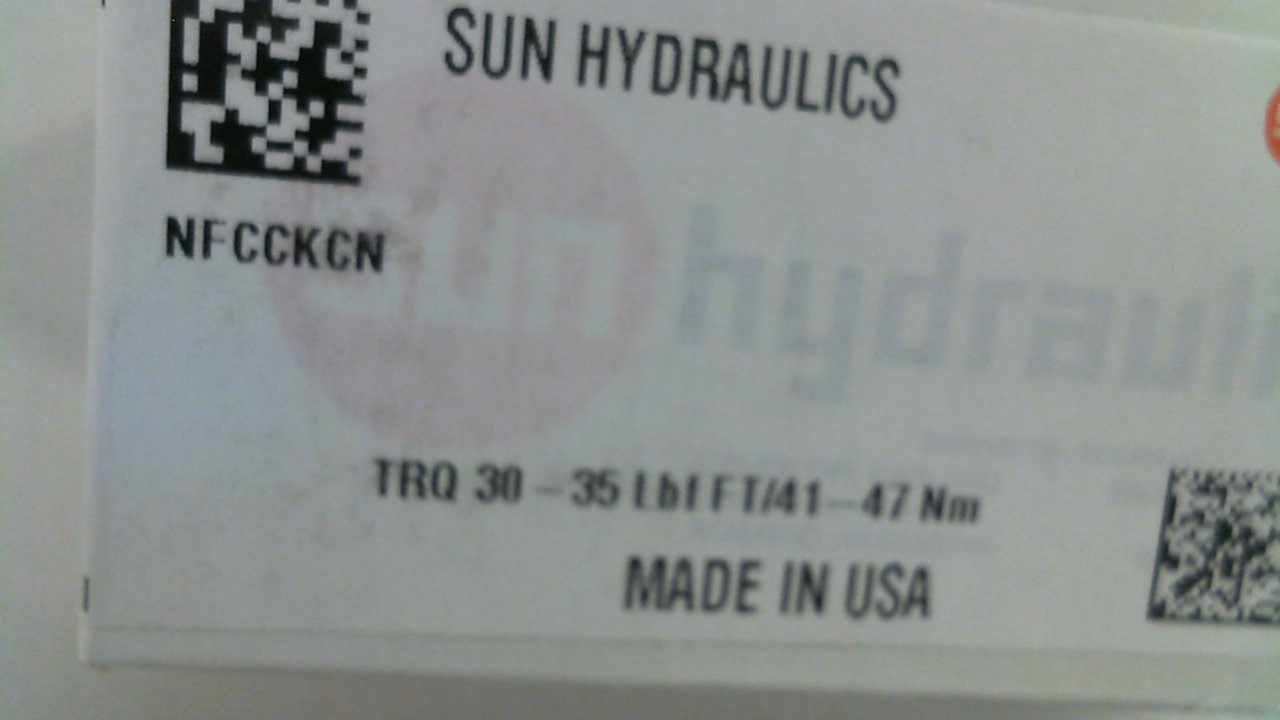 SUN HYDRAULICS
NFCCKCN
sun hydrauli
TRQ 30 - 35 Lbf FT/41 - 47 Nm
MADE IN USA